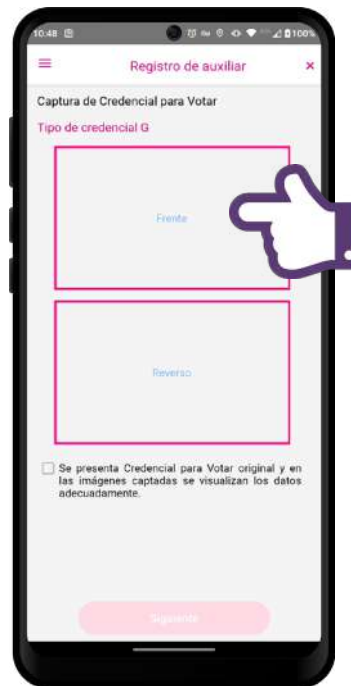 10:48
100%
Registro de auxiliar
Captura de Credencial para Votar
Tipo de credencial G
Frente
Reverso
Se presenta Credencial para Votar original y en
las imágenes captadas se visualizan los datos
adecuadamente.
Siguiente